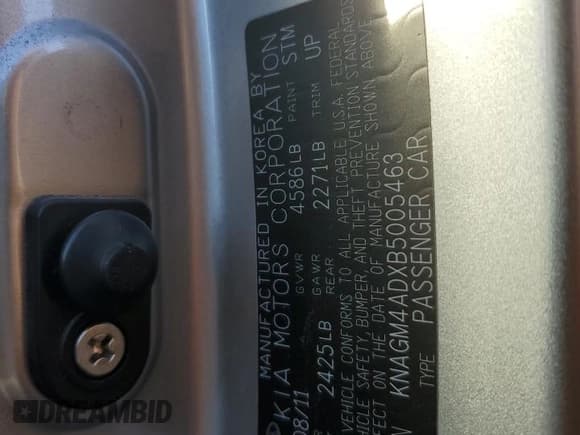 MANUFACTURED IN KOREA BY
KIA MOTORS CORPORATION
08/11 GVWR 4586LB PAINT STM
2425LB GAWR REAR 2271LB TRIM UP
VEHICLE CONFORMS TO ALL APPLICABLE U.S.A. FEDERAL
VEHICLE SAFETY, BUMPER, AND THEFT PREVENTION STANDARDS
EFFECT ON THE DATE OF MANUFACTURE SHOWN ABOVE.
KNAGM4ADXB5005463
TYPE PASSENGER CAR
DREAMBID